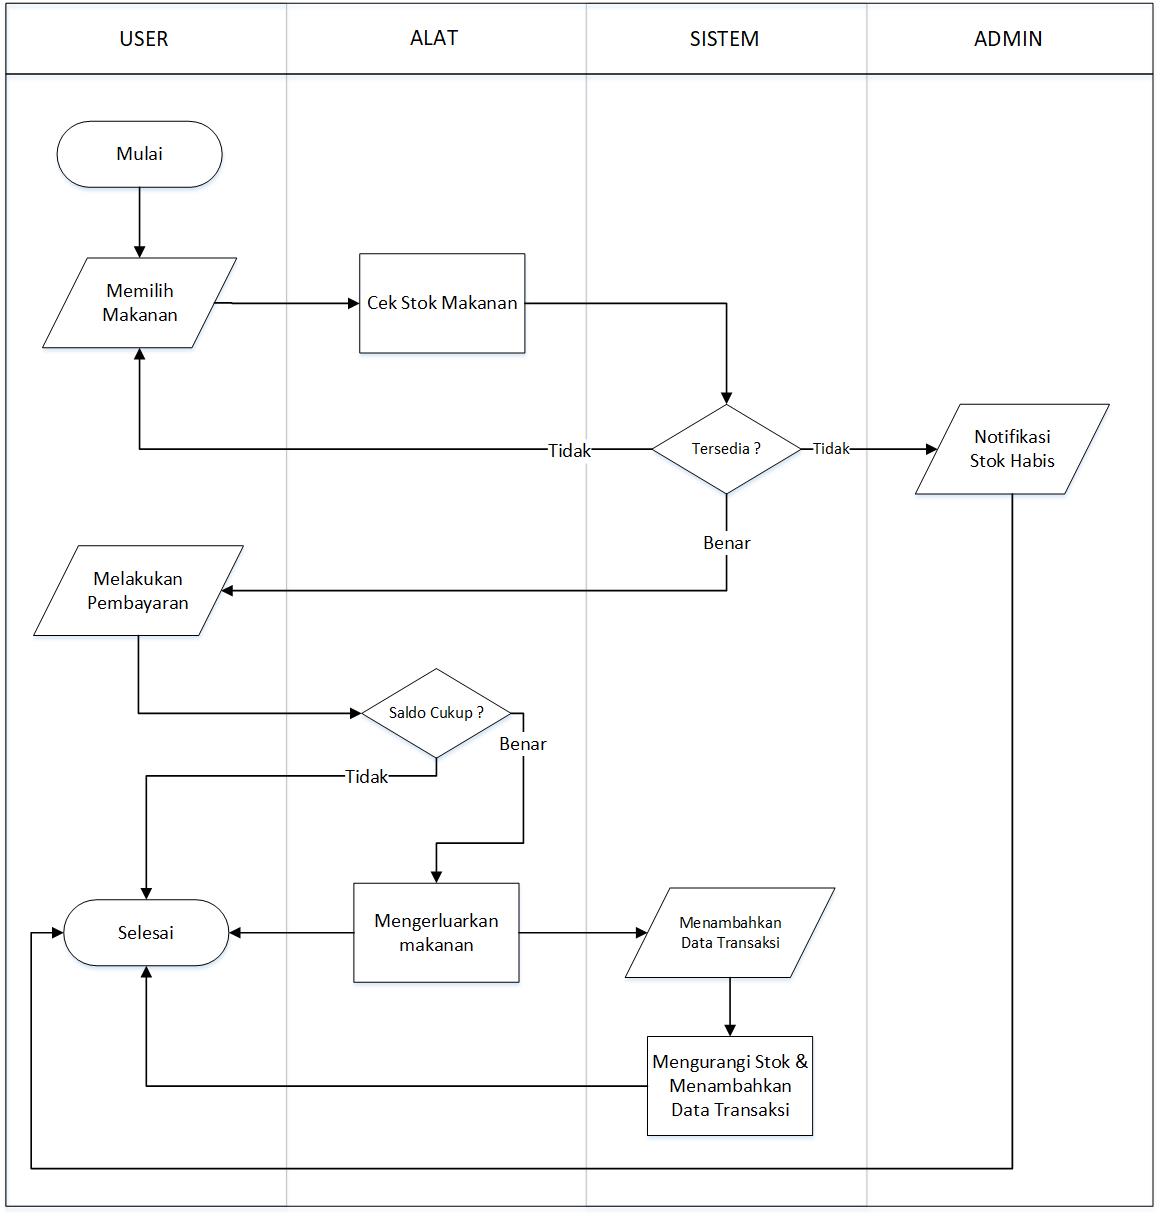 USER
ALAT
SISTEM
ADMIN
Mulai
Memilih
Makanan
Cek Stok Makanan
Tersedia ?
Tidak
Tidak
Notifikasi
Stok Habis
Benar
Melakukan
Pembayaran
Saldo Cukup ?
Benar
Tidak
Selesai
Mengerluarkan
makanan
Menambahkan
Data Transaksi
Mengurangi Stok &
Menambahkan
Data Transaksi